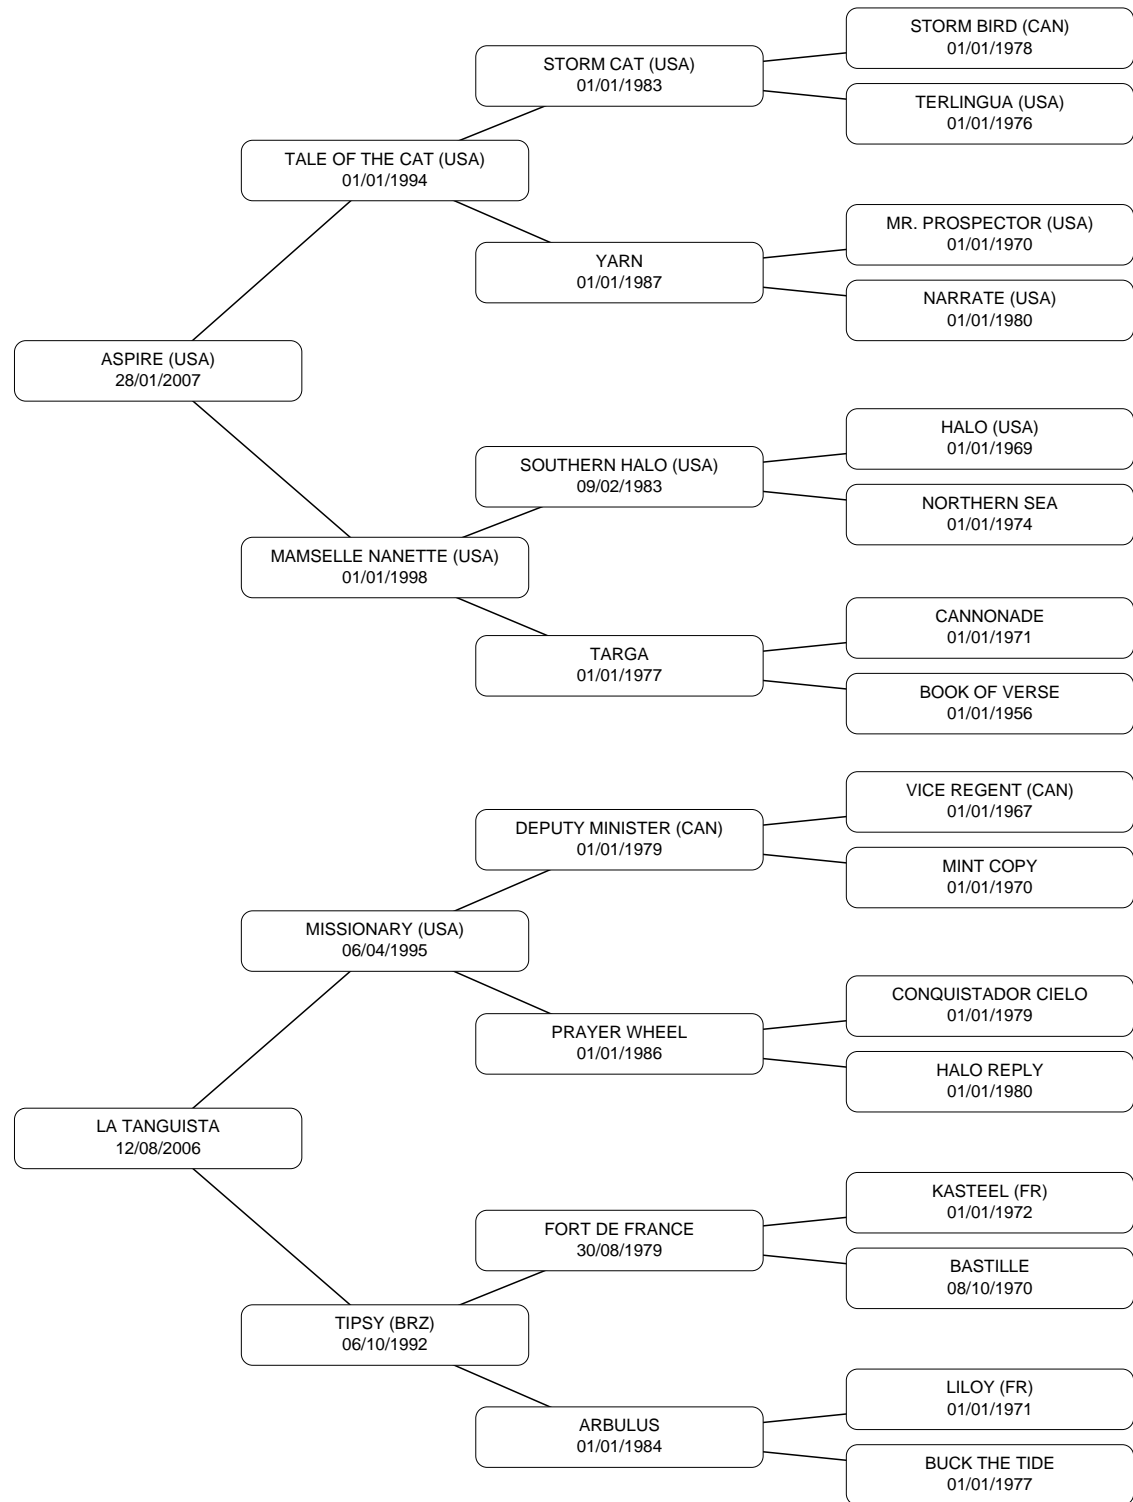 STORM BIRD (CAN)
01/01/1978
STORM CAT (USA)
01/01/1983
TERLINGUA (USA)
01/01/1976
TALE OF THE CAT (USA)
01/01/1994
MR. PROSPECTOR (USA)
01/01/1970
YARN
01/01/1987
NARRATE (USA)
01/01/1980
ASPIRE (USA)
28/01/2007
HALO (USA)
01/01/1969
SOUTHERN HALO (USA)
09/02/1983
NORTHERN SEA
01/01/1974
MAMSELLE NANETTE (USA)
01/01/1998
CANNONADE
01/01/1971
TARGA
01/01/1977
BOOK OF VERSE
01/01/1956
VICE REGENT (CAN)
01/01/1967
DEPUTY MINISTER (CAN)
01/01/1979
MINT COPY
01/01/1970
MISSIONARY (USA)
06/04/1995
CONQUISTADOR CIELO
01/01/1979
PRAYER WHEEL
01/01/1986
HALO REPLY
01/01/1980
LA TANGUISTA
12/08/2006
KASTEEL (FR)
01/01/1972
FORT DE FRANCE
30/08/1979
BASTILLE
08/10/1970
TIPSY (BRZ)
06/10/1992
LILOY (FR)
01/01/1971
ARBULUS
01/01/1984
BUCK THE TIDE
01/01/1977